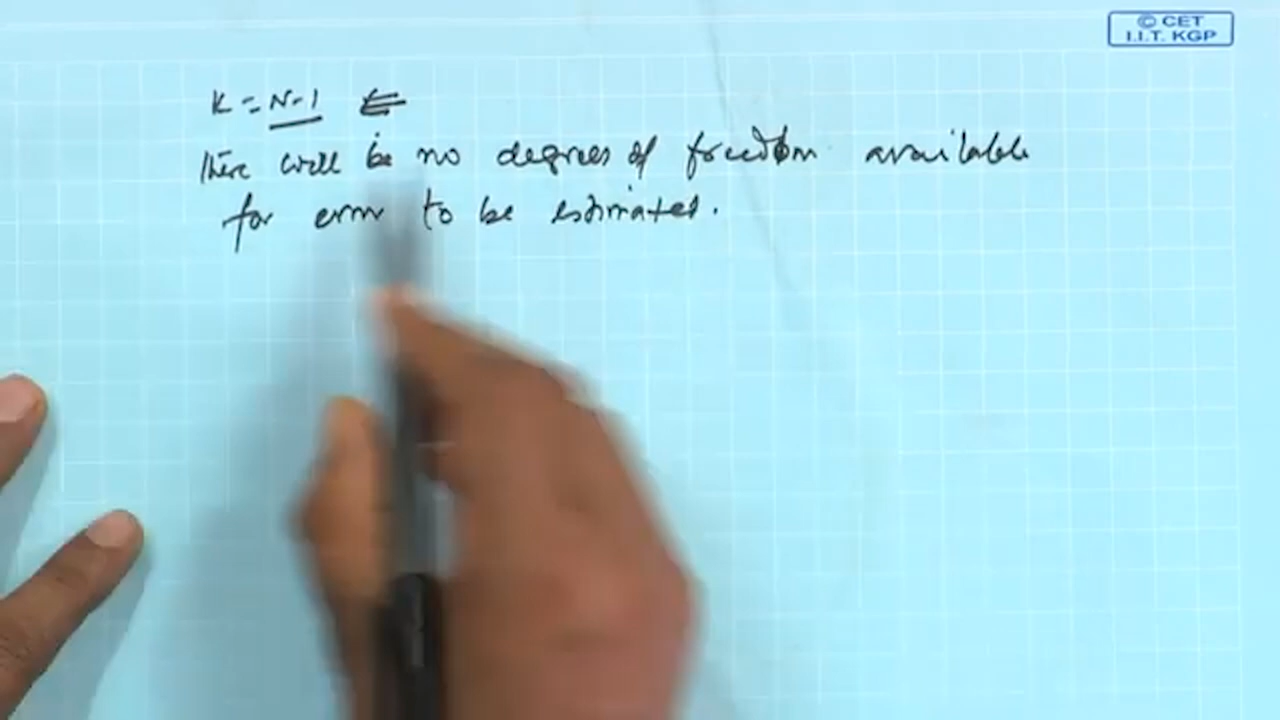 © CET
I.I.T. KGP
K = N-1
There will be no degrees of freedom available
for error to be estimated.